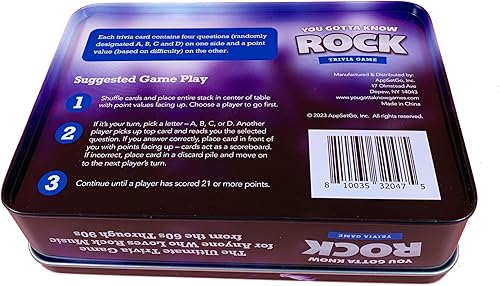 Each trivia card contains four questions (randomly
designated A, B, C and D) on one side and a point
value (based on difficulty) on the other.
Suggested Game Play
1 Shuffle cards and place entire stack in center of table
with point values facing up. Choose a player to go first.
2 If it's your turn, pick a letter – A, B, C, or D. Another
player picks up top card and reads you the selected
question. If you answer correctly, place card in front of
you with points facing up – cards act as a scoreboard.
If incorrect, place card in a discard pile and move on
to the next player's turn.
3 Continue until a player has scored 21 or more points.
YOU GOTTA KNOW
ROCK
TRIVIA GAME
Manufactured & Distributed by:
AppSetGo, Inc.
17 Olmstead Ave
Depew, NY 14043
www.yougottaknowgames.com
Made in China
© 2023 AppSetGo, Inc. All rights reserved.
8 10035 32047 5
The Ultimate Trivia Game
for Anyone Who Loves Rock Music
from the 60s Through 90s
YOU GOTTA KNOW
ROCK
TRIVIA GAME